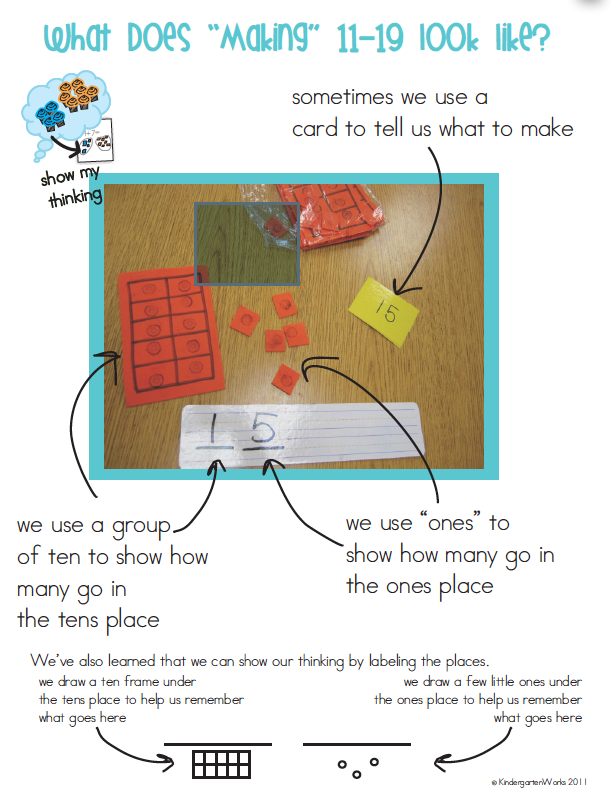 What Does "Making" 11-19 look like?
show my
thinking
sometimes we use a
card to tell us what to make
15
1 5
we use a group
of ten to show how
many go in
the tens place
we use "ones" to
show how many go in
the ones place
We've also learned that we can show our thinking by labeling the places.
we draw a ten frame under
the tens place to help us remember
what goes here
we draw a few little ones under
the ones place to help us remember
what goes here
© KindergartenWorks 2011